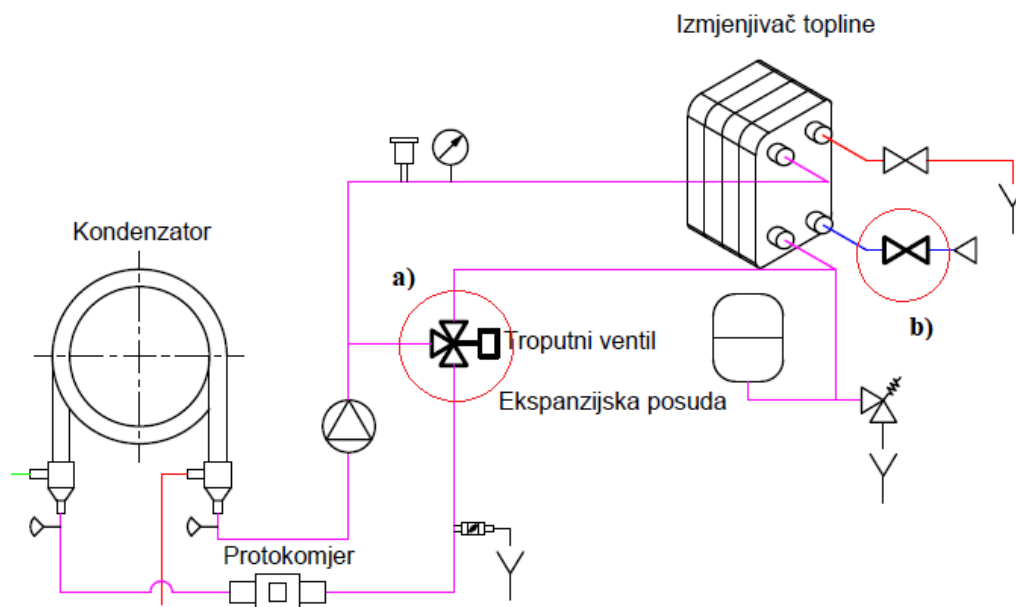 Izmjenjivač topline
Kondenzator
a)
Troputni ventil
b)
Ekspanzijska posuda
Protokomjer